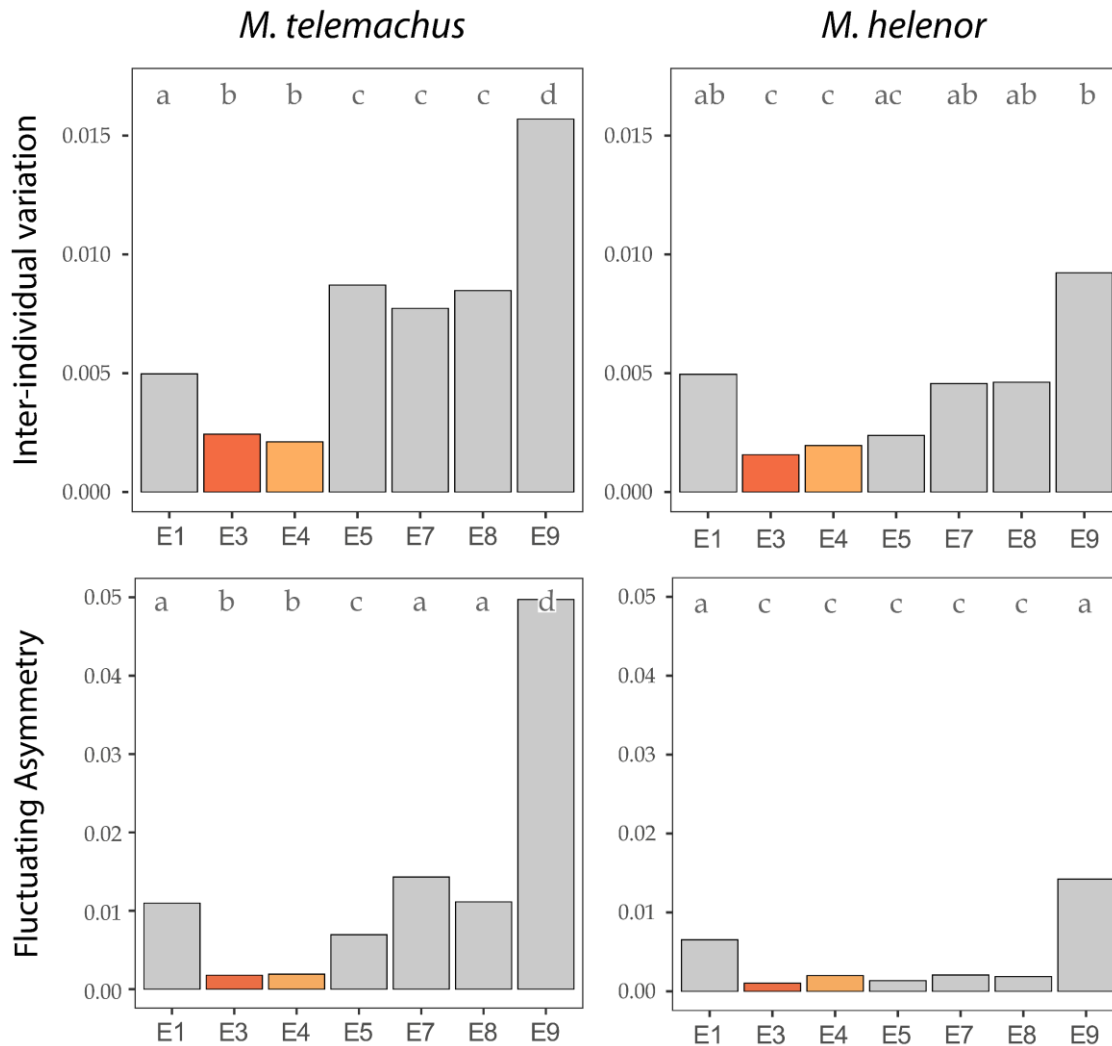 M. telemachus
M. helenor
Inter-individual variation
a b b c c c d
0.015
0.010
0.005
0.000
E1 E3 E4 E5 E7 E8 E9
ab c c ac ab ab b
0.015
0.010
0.005
0.000
E1 E3 E4 E5 E7 E8 E9
Fluctuating Asymmetry
a b b c a a d
0.05
0.04
0.03
0.02
0.01
0.00
E1 E3 E4 E5 E7 E8 E9
a c c c c c a
0.05
0.04
0.03
0.02
0.01
0.00
E1 E3 E4 E5 E7 E8 E9